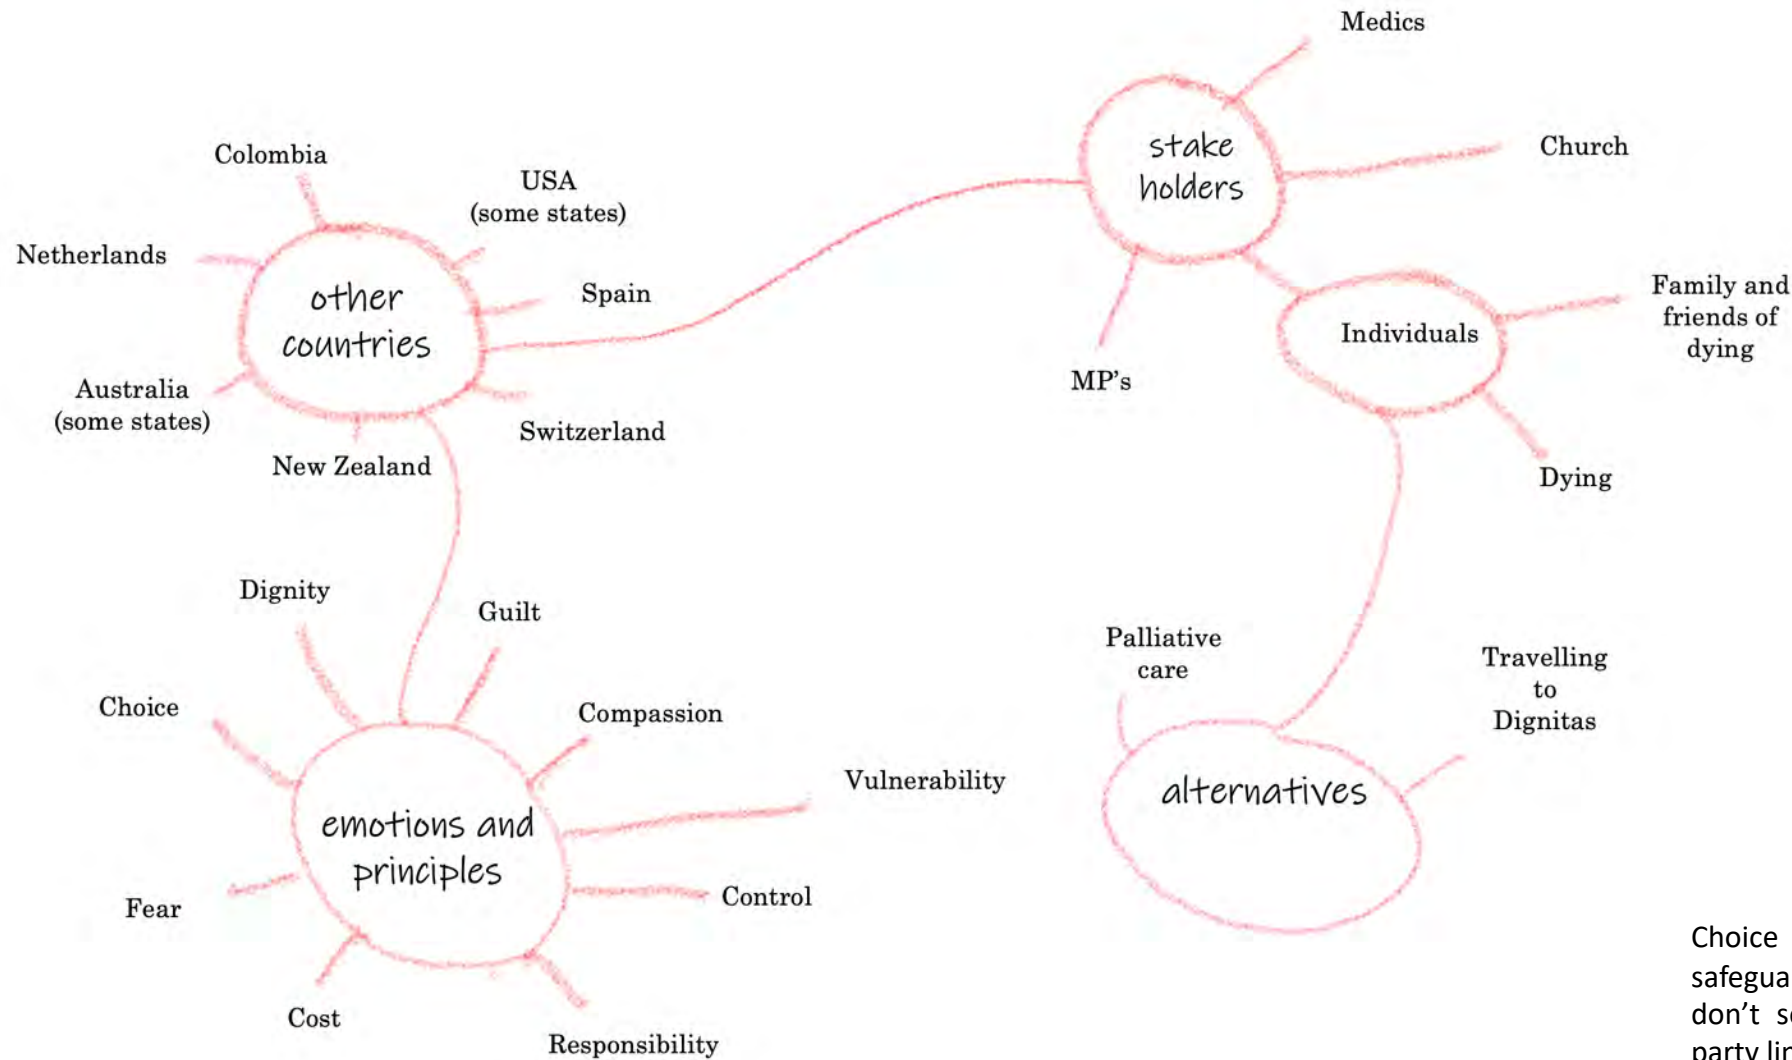 Medics
Church
stake
holders
MP's
Individuals
Family and
friends of
dying
Dying
Colombia
USA
(some states)
Netherlands
other
countries
Spain
Australia
(some states)
Switzerland
New Zealand
Dignity
Guilt
Choice
Compassion
Vulnerability
emotions and
principles
Control
Fear
Cost
Responsibility
Palliative
care
Travelling
to
Dignitas
alternatives
Choice
don't
party